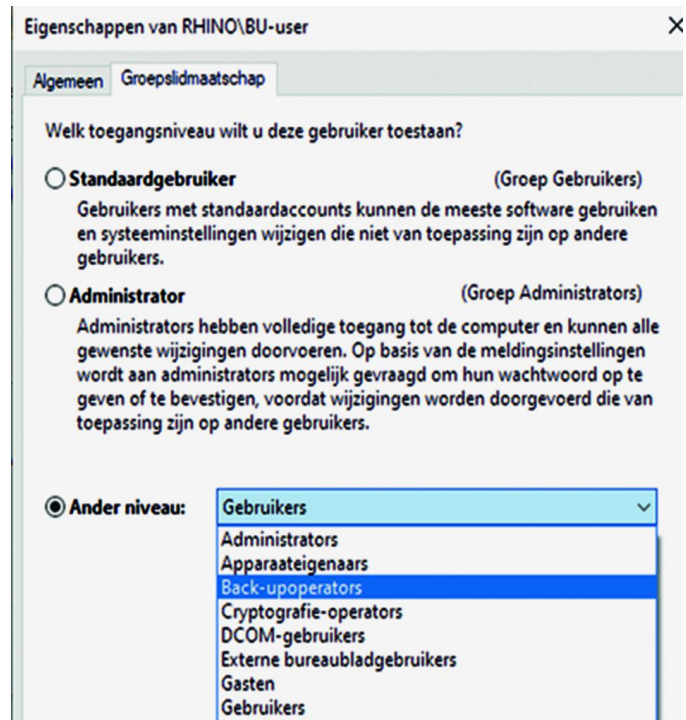 Eigenschappen van RHINO\BU-user
Algemeen
Groepslidmaatschap
Welk toegangsniveau wilt u deze gebruiker toestaan?
Standaardgebruiker (Groep Gebruikers)
Gebruikers met standaardaccounts kunnen de meeste software gebruiken
en systeeminstellingen wijzigen die niet van toepassing zijn op andere
gebruikers.
Administrator (Groep Administrators)
Administrators hebben volledige toegang tot de computer en kunnen alle
gewenste wijzigingen doorvoeren. Op basis van de meldingsinstellingen
wordt aan administrators mogelijk gevraagd om hun wachtwoord op te
geven of te bevestigen, voordat wijzigingen worden doorgevoerd die van
toepassing zijn op andere gebruikers.
Ander niveau: Gebruikers
Administrators
Apparaateigenaars
Back-upoperators
Cryptografie-operators
DCOM-gebruikers
Externe bureaubladgebruikers
Gasten
Gebruikers